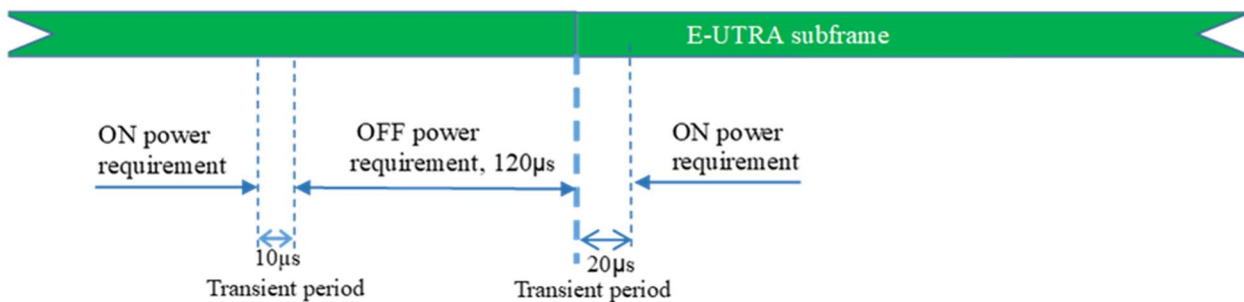 E-UTRA subframe
ON power
requirement
OFF power
requirement, 120μs
ON power
requirement
10μs
Transient period
20μs
Transient period